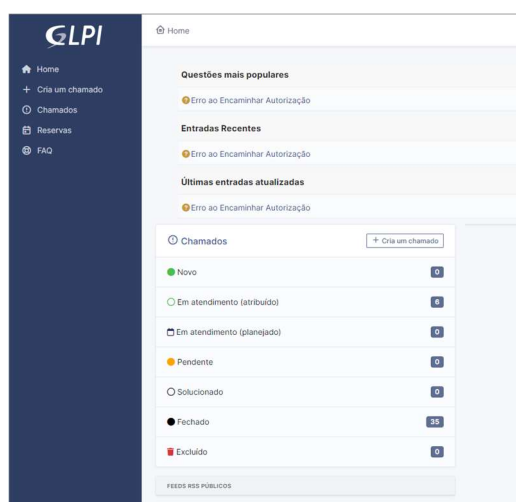 GLPI
Home
Cria um chamado
Chamados
Reservas
FAQ
Home
Questões mais populares
Erro ao Encaminhar Autorização
Entradas Recentes
Erro ao Encaminhar Autorização
Últimas entradas atualizadas
Erro ao Encaminhar Autorização
Chamados + Cria um chamado
Novo 0
Em atendimento (atribuído) 6
Em atendimento (planejado) 0
Pendente 0
Solucionado 0
Fechado 35
Excluído 0
FEEDS RSS PÚBLICOS